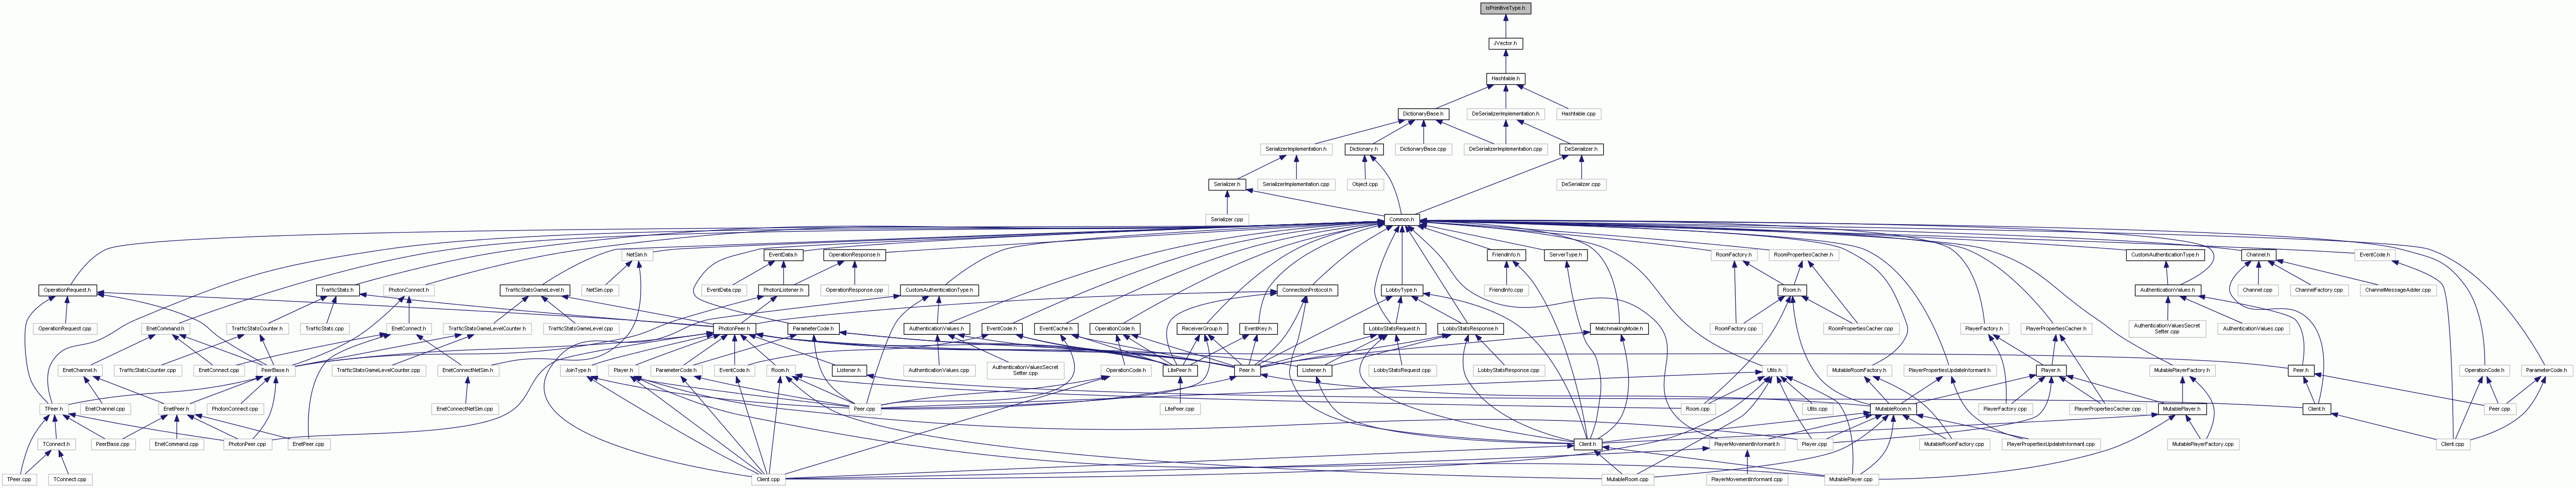 IsPrimitiveType.h
JVector.h
Hashtable.h
DictionaryBase.h
DeSerializerImplementation.h
Hashtable.cpp
SerializerImplementation.h
Dictionary.h
DictionaryBase.cpp
DeSerializerImplementation.cpp
DeSerializer.h
Serializer.h
SerializerImplementation.cpp
Object.cpp
DeSerializer.cpp
Serializer.cpp
Common.h
NetSim.h
EventData.h
OperationResponse.h
FriendInfo.h
ServerType.h
RoomFactory.h
RoomPropertiesCacher.h
CustomAuthenticationType.h
Channel.h
EventCode.h
OperationRequest.h
TrafficStats.h
PhotonConnect.h
TrafficStatsGameLevel.h
NetSim.cpp
EventData.cpp
PhotonListener.h
OperationResponse.cpp
CustomAuthenticationType.h
ConnectionProtocol.h
LobbyType.h
FriendInfo.cpp
Room.h
AuthenticationValues.h
Channel.cpp
ChannelFactory.cpp
ChannelMessageAdder.cpp
OperationRequest.cpp
EnetCommand.h
TrafficStatsCounter.h
TrafficStats.cpp
EnetConnect.h
TrafficStatsGameLevelCounter.h
TrafficStatsGameLevel.cpp
PhotonPeer.h
ParameterCode.h
AuthenticationValues.h
EventCode.h
EventCache.h
OperationCode.h
ReceiverGroup.h
EventKey.h
LobbyStatsRequest.h
LobbyStatsResponse.h
MatchmakingMode.h
RoomFactory.cpp
RoomPropertiesCacher.cpp
PlayerFactory.h
PlayerPropertiesCacher.h
AuthenticationValuesSecret
Setter.cpp
AuthenticationValues.cpp
EnetChannel.h
TrafficStatsCounter.cpp
EnetConnect.cpp
PeerBase.h
TrafficStatsGameLevelCounter.cpp
EnetConnectNetSim.h
JoinType.h
Player.h
ParameterCode.h
EventCode.h
Room.h
Listener.h
AuthenticationValues.cpp
AuthenticationValuesSecret
Setter.cpp
OperationCode.h
LitePeer.h
Peer.h
Listener.h
LobbyStatsRequest.cpp
LobbyStatsResponse.cpp
Utils.h
MutableRoomFactory.h
PlayerPropertiesUpdateInformant.h
Player.h
MutablePlayerFactory.h
Peer.h
OperationCode.h
ParameterCode.h
TPeer.h
EnetChannel.cpp
EnetPeer.h
PhotonConnect.cpp
EnetConnectNetSim.cpp
Peer.cpp
LitePeer.cpp
Room.cpp
Utils.cpp
MutableRoom.h
PlayerFactory.cpp
PlayerPropertiesCacher.cpp
MutablePlayer.h
Client.h
Peer.cpp
TConnect.h
PeerBase.cpp
EnetCommand.cpp
PhotonPeer.cpp
EnetPeer.cpp
Client.h
PlayerMovementInformant.h
Player.cpp
MutableRoomFactory.cpp
PlayerPropertiesUpdateInformant.cpp
MutablePlayerFactory.cpp
Client.cpp
TPeer.cpp
TConnect.cpp
Client.cpp
MutableRoom.cpp
PlayerMovementInformant.cpp
MutablePlayer.cpp